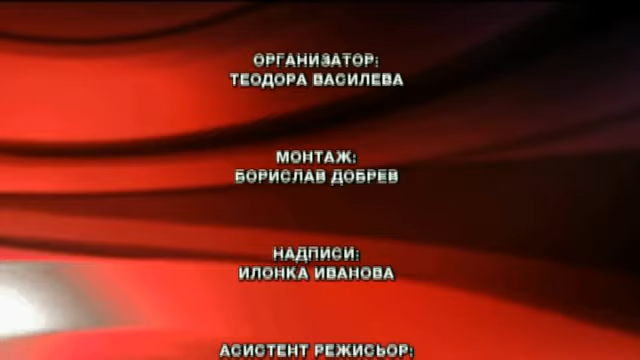 ОРГАНИЗАТОР:
ТЕОДОРА ВАСИЛЕВА
МОНТАЖ:
БОРИСЛАВ ДОБРЕВ
НАДПИСИ:
ИЛОНКА ИВАНОВА
АСИСТЕНТ РЕЖИСЬОР: